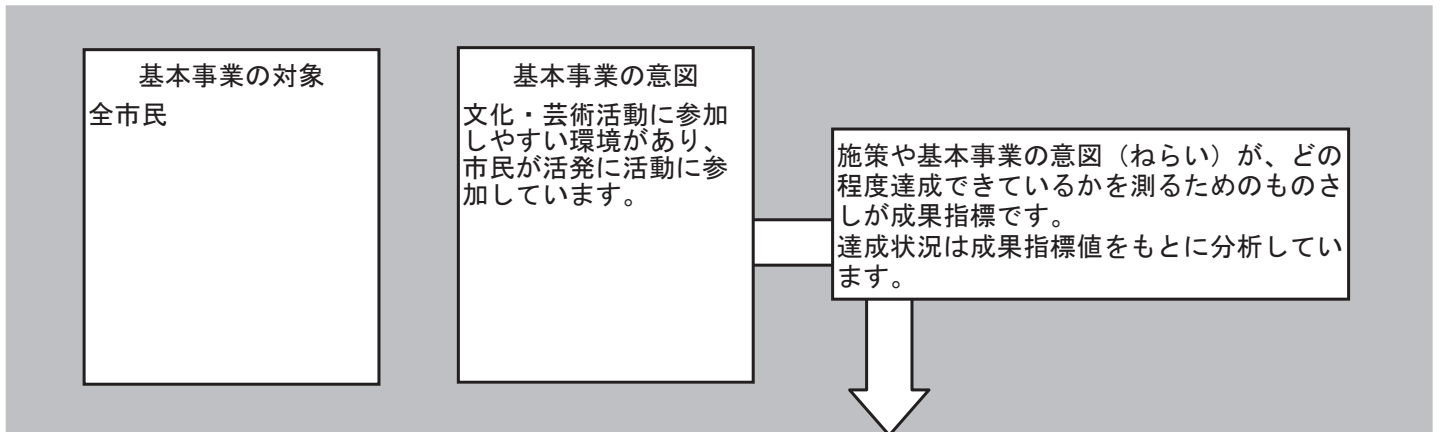 基本事業の対象
全市民
基本事業の意図
文化・芸術活動に参加
しやすい環境があり、
市民が活発に活動に参
加しています。
施策や基本事業の意図（ねらい）が、どの
程度達成できているかを測るためのものさ
しが成果指標です。
達成状況は成果指標値をもとに分析してい
ます。